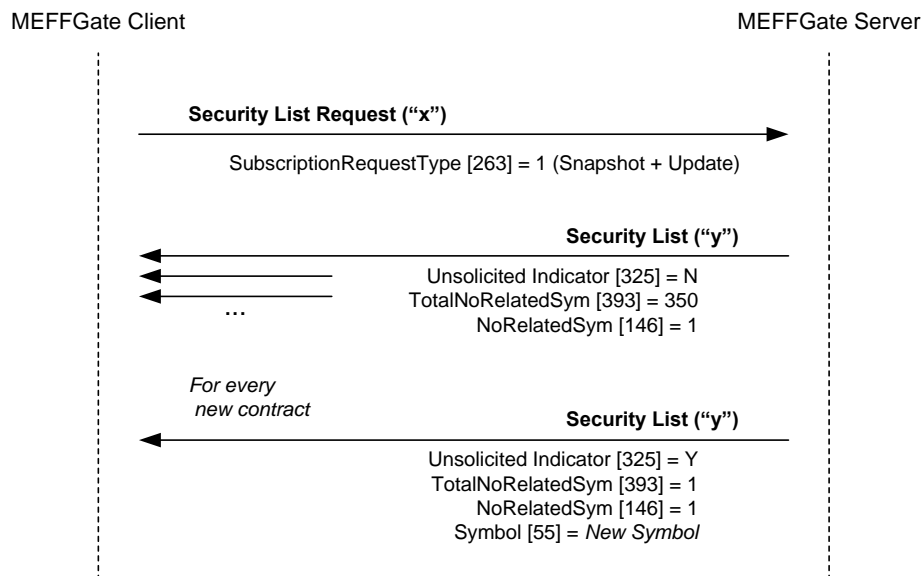 MEFFGate Client
MEFFGate Server
Security List Request (“x”)
SubscriptionRequestType [263] = 1 (Snapshot + Update)
Security List (“y”)
Unsolicited Indicator [325] = N
TotalNoRelatedSym [393] = 350
NoRelatedSym [146] = 1
...
For every
new contract
Security List (“y”)
Unsolicited Indicator [325] = Y
TotalNoRelatedSym [393] = 1
NoRelatedSym [146] = 1
Symbol [55] = New Symbol